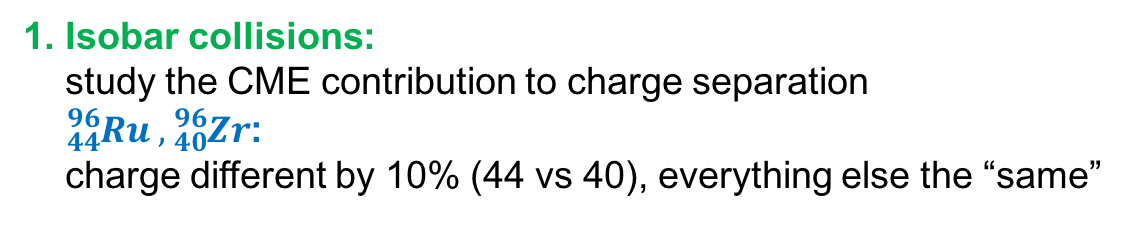 1. Isobar collisions:
study the CME contribution to charge separation
⁹⁶₄₄Ru , ⁹⁶₄₀Zr:
charge different by 10% (44 vs 40), everything else the “same”